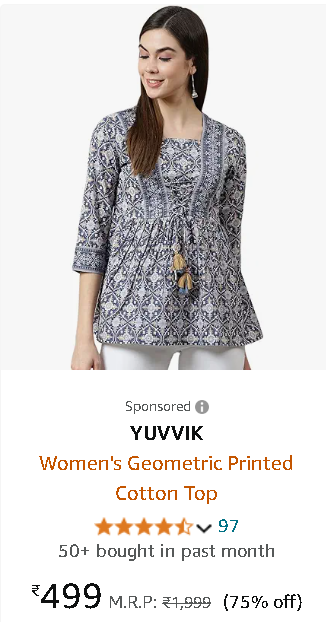 Sponsored
YUVVIK
Women's Geometric Printed
Cotton Top
97
50+ bought in past month
₹499 M.R.P: ₹1,999 (75% off)